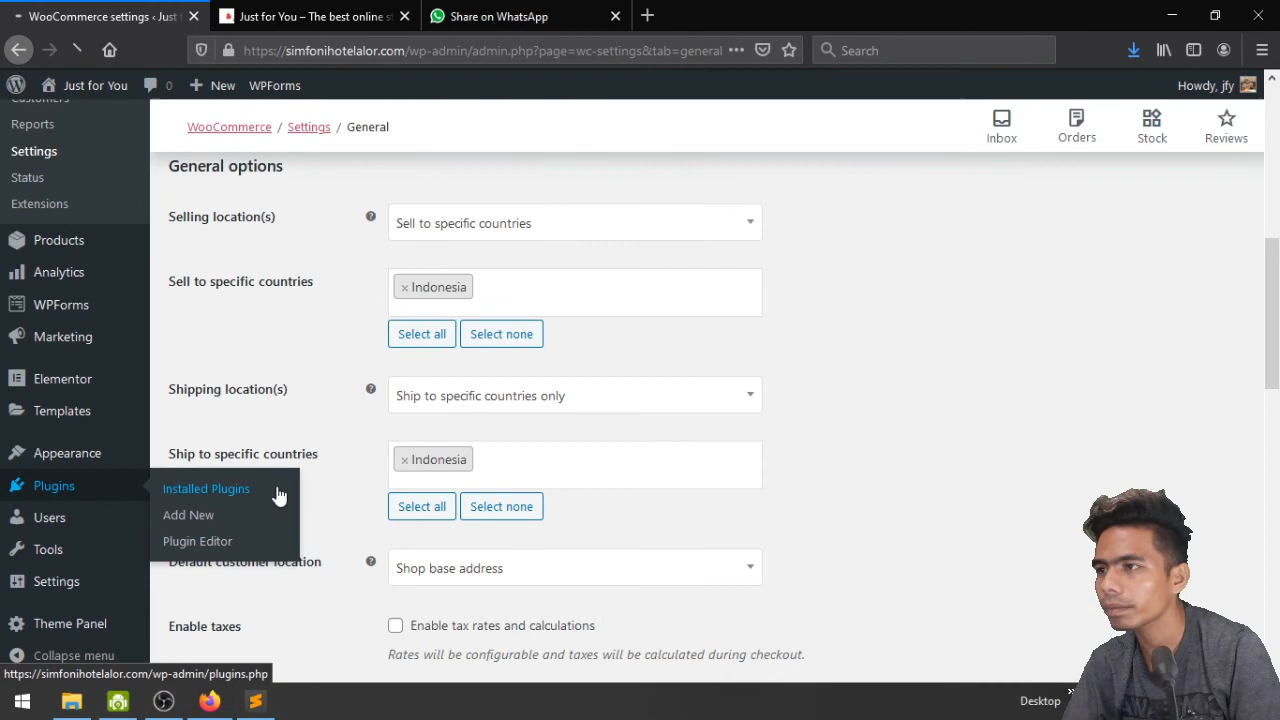 WooCommerce settings ‹ Just f
Just for You – The best online st
Share on WhatsApp
https://simfonihotelalor.com/wp-admin/admin.php?page=wc-settings&tab=general
Search
Just for You
0
New
WPForms
Howdy, jfy
Customers
Reports
Settings
Status
Extensions
Products
Analytics
WPForms
Marketing
Elementor
Templates
Appearance
Plugins
Users
Tools
Settings
Theme Panel
Collapse menu
Installed Plugins
Add New
Plugin Editor
WooCommerce / Settings / General
Inbox
Orders
Stock
Reviews
General options
Selling location(s)
Sell to specific countries
Sell to specific countries
× Indonesia
Select all
Select none
Shipping location(s)
Ship to specific countries only
Ship to specific countries
× Indonesia
Select all
Select none
Default customer location
Shop base address
Enable taxes
Enable tax rates and calculations
Rates will be configurable and taxes will be calculated during checkout.
https://simfonihotelalor.com/wp-admin/plugins.php
Desktop